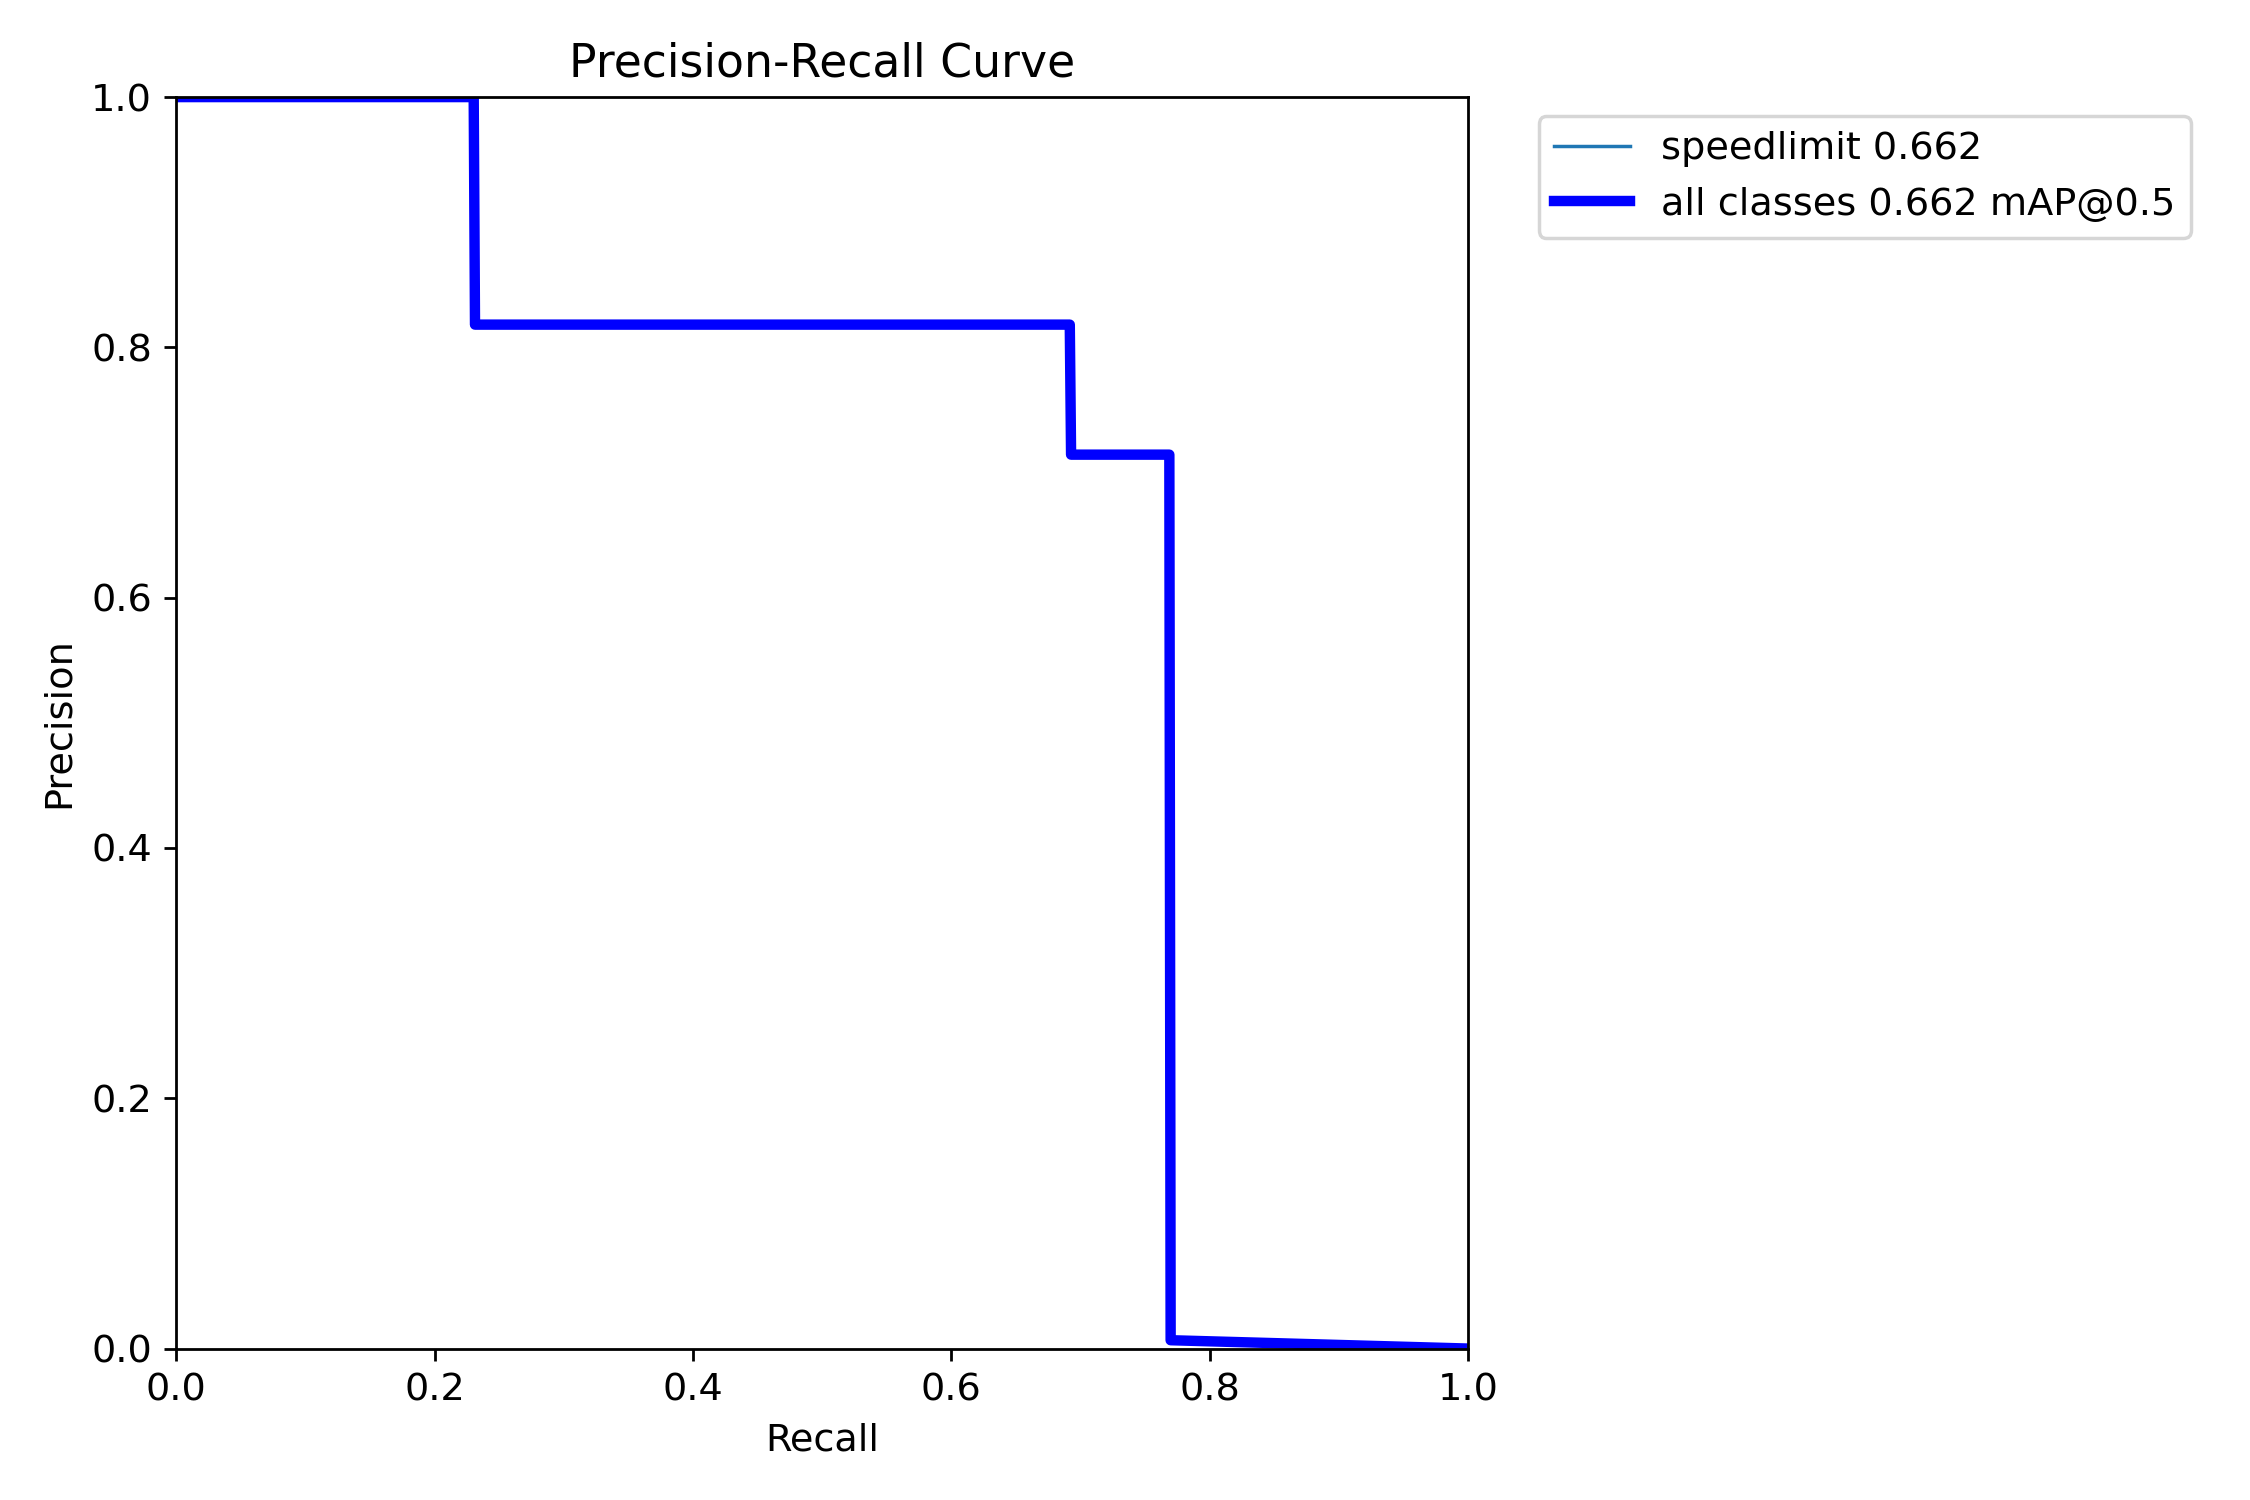 Precision-Recall Curve
speedlimit 0.662
all classes 0.662 mAP@0.5
1.0
0.8
0.6
0.4
0.2
0.0
Precision
0.0 0.2 0.4 0.6 0.8 1.0
Recall